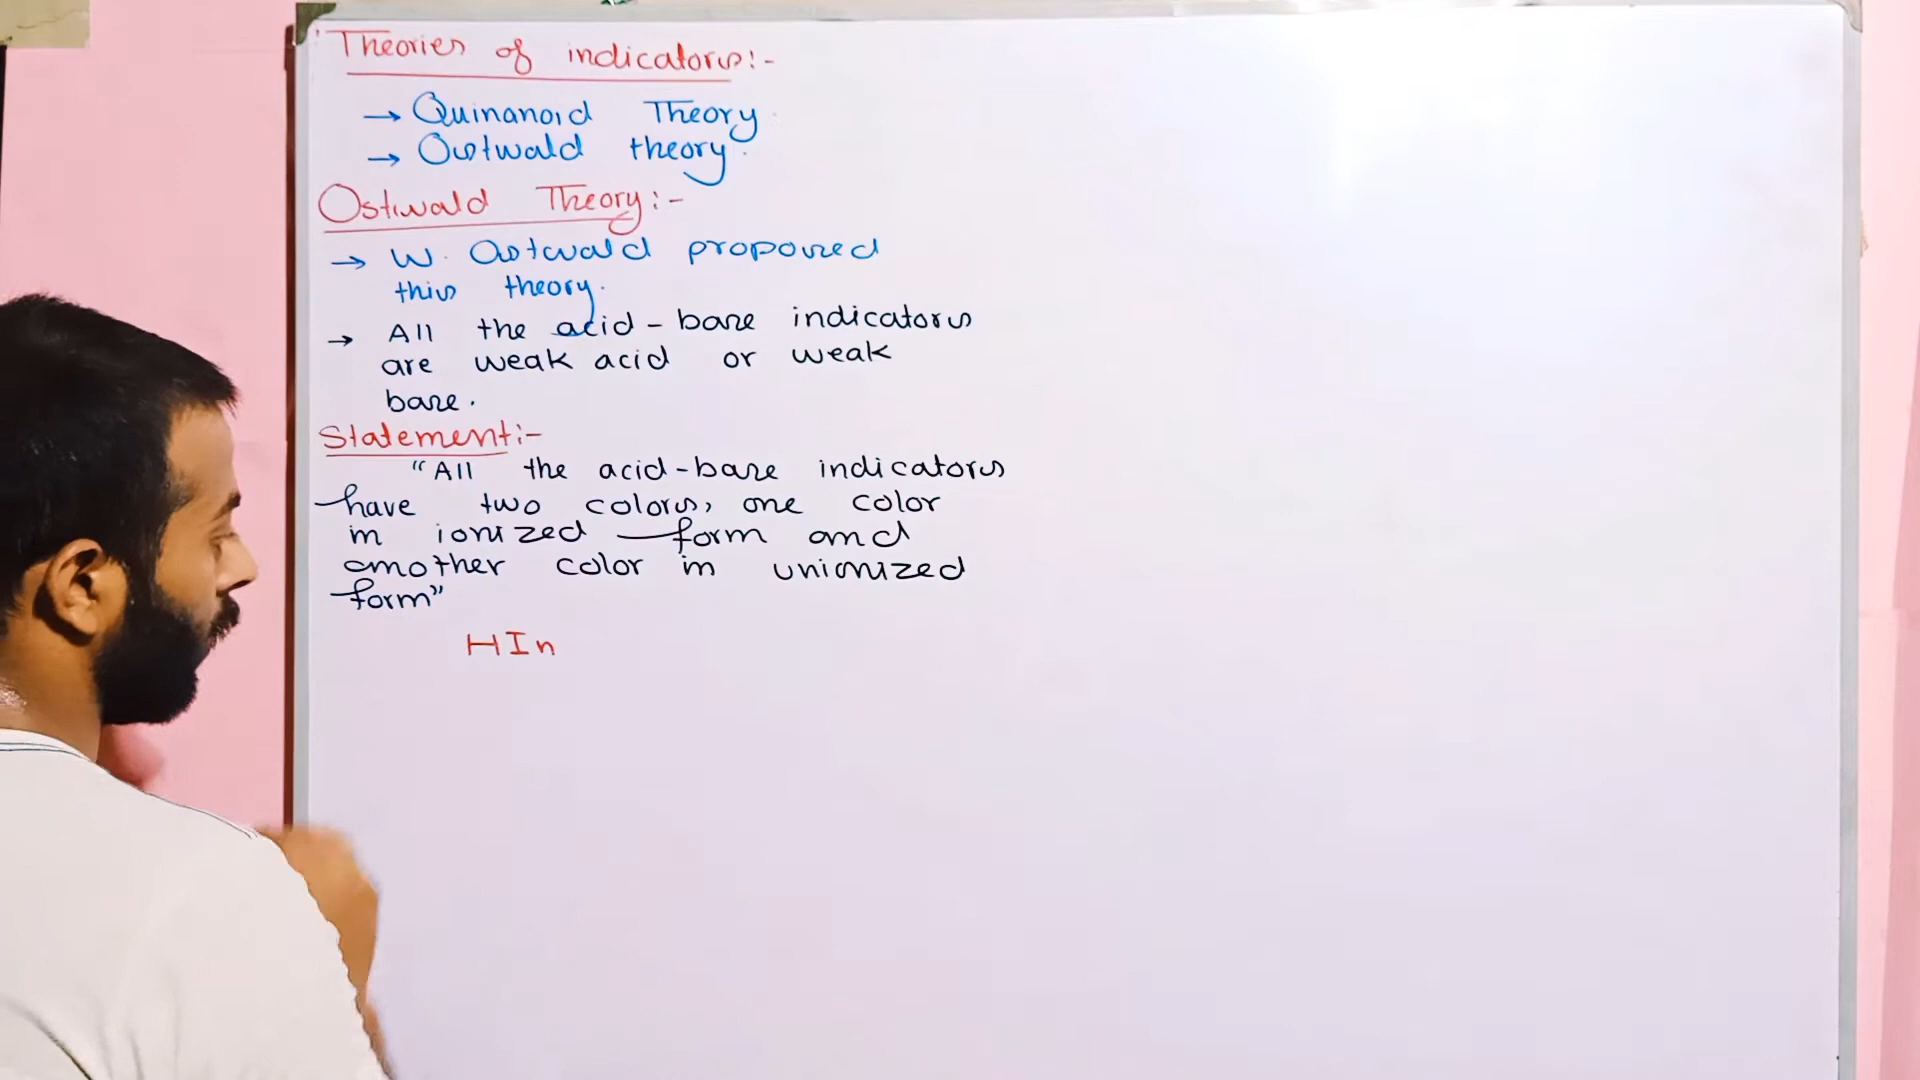 Theories of indicators:-
→ Quinanoid Theory
→ Ostwald theory.
Ostwald Theory:-
→ W. Ostwald proposed
this theory.
→ All the acid-base indicators
are weak acid or weak
base.
Statement:-
"All the acid-base indicators
have two colors, one color
in ionized form and
another color in unionized
form"
HIn